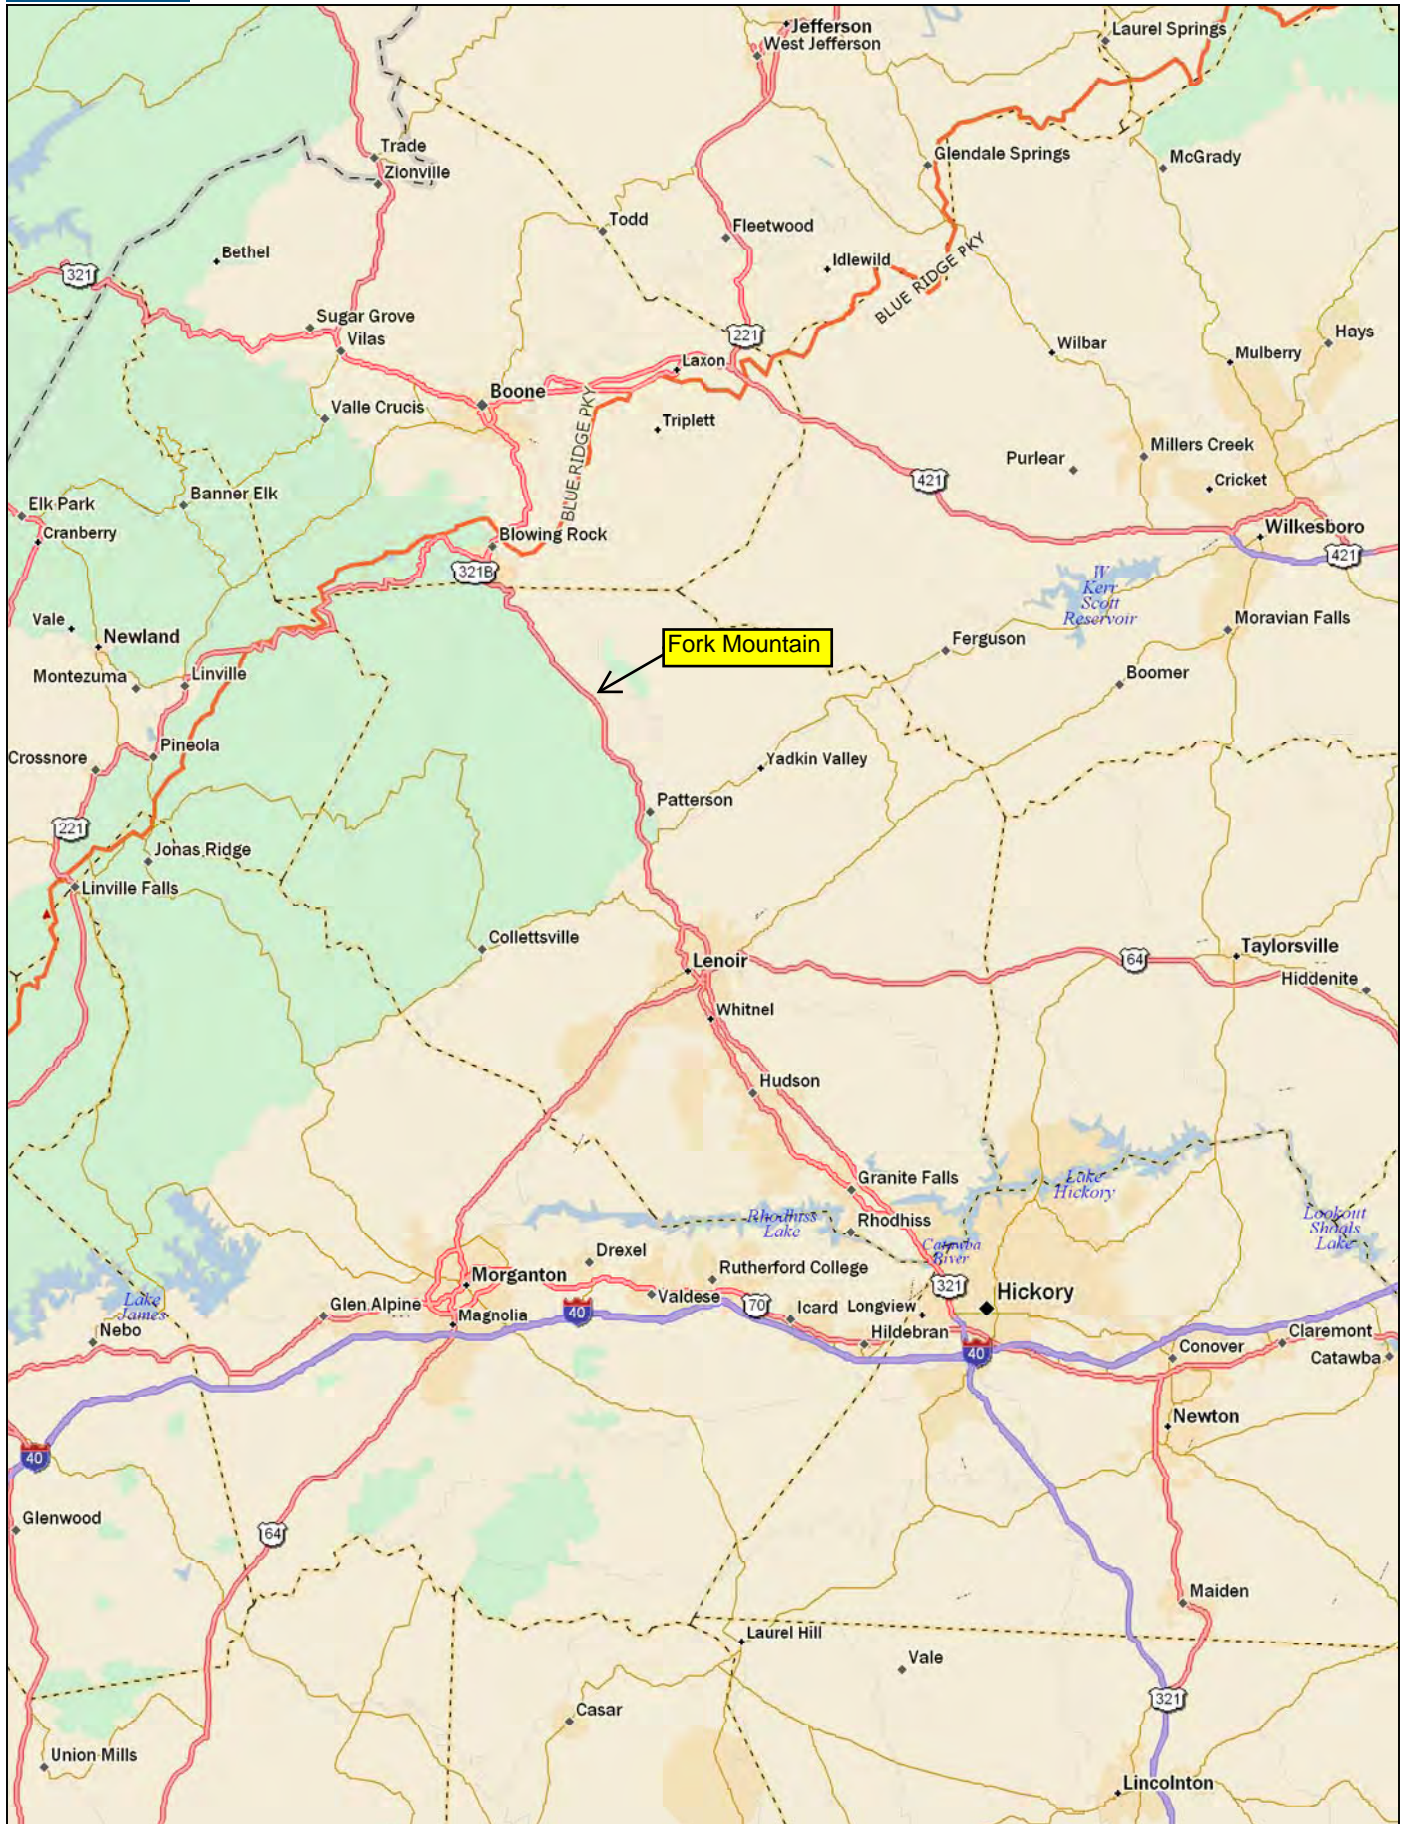 Jefferson
West Jefferson
Laurel Springs
Trade
Zionville
Glendale Springs
McGrady
Todd
Fleetwood
Bethel
Idlewild
321
BLUE RIDGE PKY
Sugar Grove
Vilas
221
Laxon
Wilbar
Mulberry
Hays
Boone
Valle Crucis
BLUE RIDGE PKY
Triplett
Purlear
Millers Creek
421
Cricket
Elk Park
Banner Elk
Cranberry
Blowing Rock
Wilkesboro
421
321B
W
Kerr
Scott
Reservoir
Vale
Newland
Fork Mountain
Ferguson
Moravian Falls
Montezuma
Linville
Boomer
Crossnore
Pineola
Yadkin Valley
Patterson
221
Jonas Ridge
Linville Falls
Collettsville
Lenoir
64
Taylorsville
Hiddenite
Whitnel
Hudson
Granite Falls
Lake
Hickory
Rhodhiss
Lake
Rhodhiss
Catawba
River
Lookout
Shoals
Lake
Drexel
Morganton
Rutherford College
321
Hickory
Lake
James
Glen Alpine
Magnolia
40
Valdese
70
Icard
Longview
Nebo
Hildebran
40
Conover
Claremont
Catawba
Newton
40
Glenwood
64
Maiden
Laurel Hill
Vale
321
Casar
Union Mills
Lincolnton